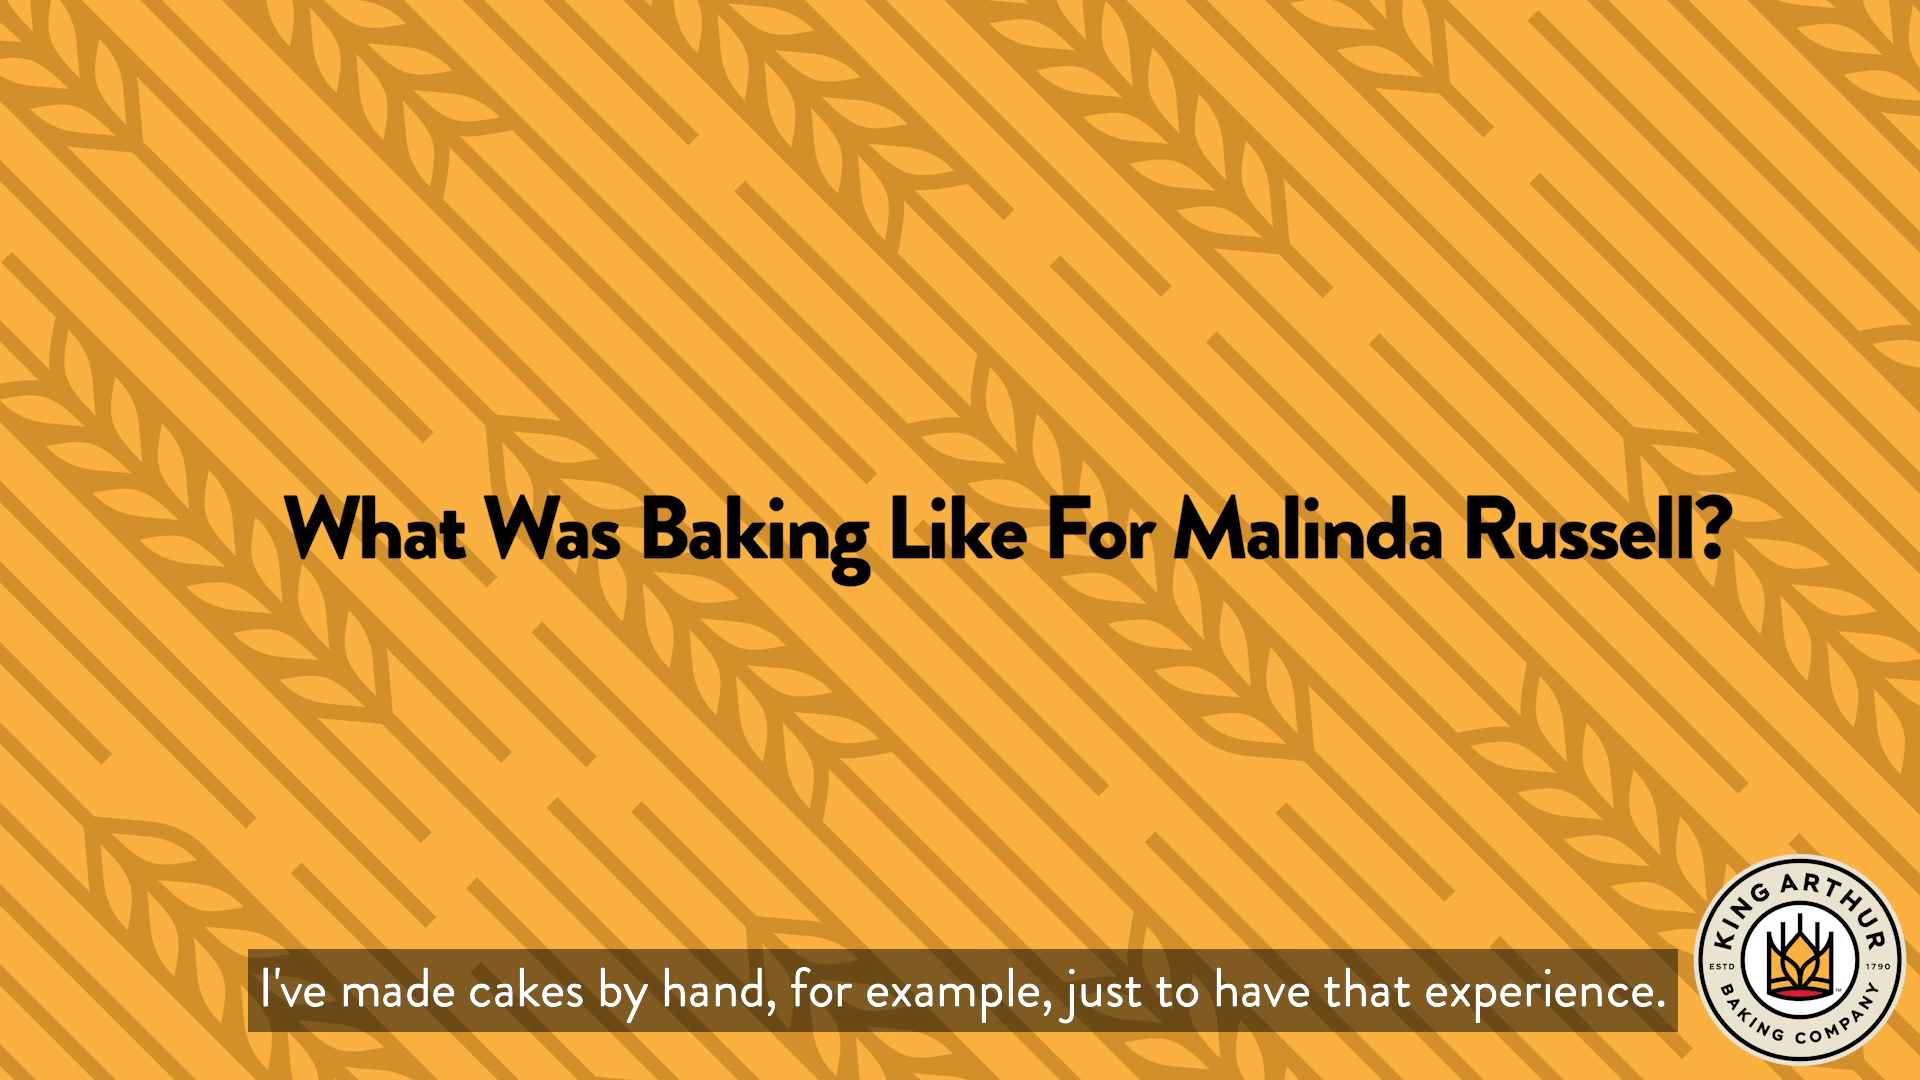 What Was Baking Like For Malinda Russell?
I've made cakes by hand, for example, just to have that experience.
KING ARTHUR
ESTD 1790
BAKING COMPANY
™